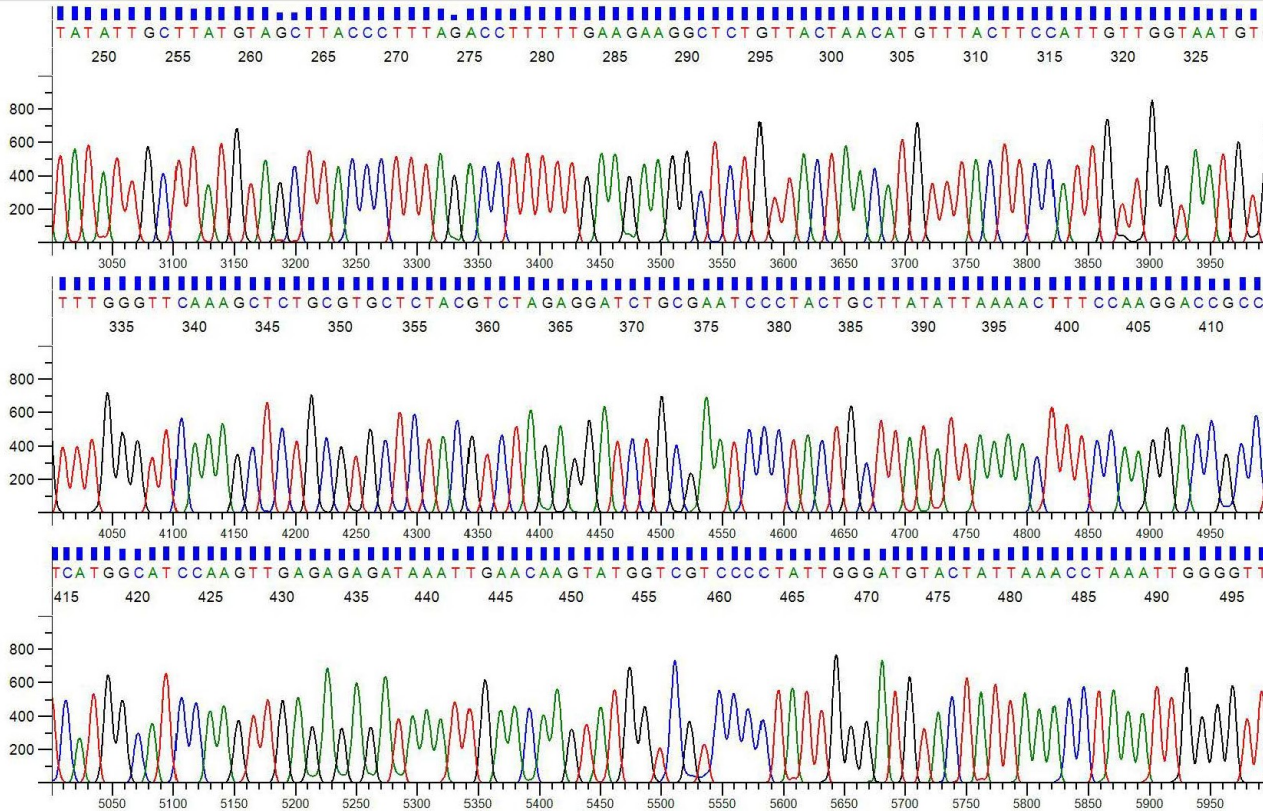 TATATTGCTTATGTAGCTTACCCTTTAGACCTTTTTGAAGAAGGCTCTGTTACTAACATGTTTACTTCCATTGTTGGTAATGT
250 255 260 265 270 275 280 285 290 295 300 305 310 315 320 325
800
600
400
200
3050 3100 3150 3200 3250 3300 3350 3400 3450 3500 3550 3600 3650 3700 3750 3800 3850 3900 3950
TTTGGGTTCAAAGCTCTGCGTGCTCTACGTCTAGAGGATCTGCGAATCCCTACTGCTTATATTAAAACTTTCCAAGGACCGCC
335 340 345 350 355 360 365 370 375 380 385 390 395 400 405 410
800
600
400
200
4050 4100 4150 4200 4250 4300 4350 4400 4450 4500 4550 4600 4650 4700 4750 4800 4850 4900 4950
TCATGGCATCCAAGTTGAGAGAGATAAATTGAACAAGTATGGTCGTCCCCTATTGGGATGTACTATTAAACCTAAATTGGGGTT
415 420 425 430 435 440 445 450 455 460 465 470 475 480 485 490 495
800
600
400
200
5050 5100 5150 5200 5250 5300 5350 5400 5450 5500 5550 5600 5650 5700 5750 5800 5850 5900 5950